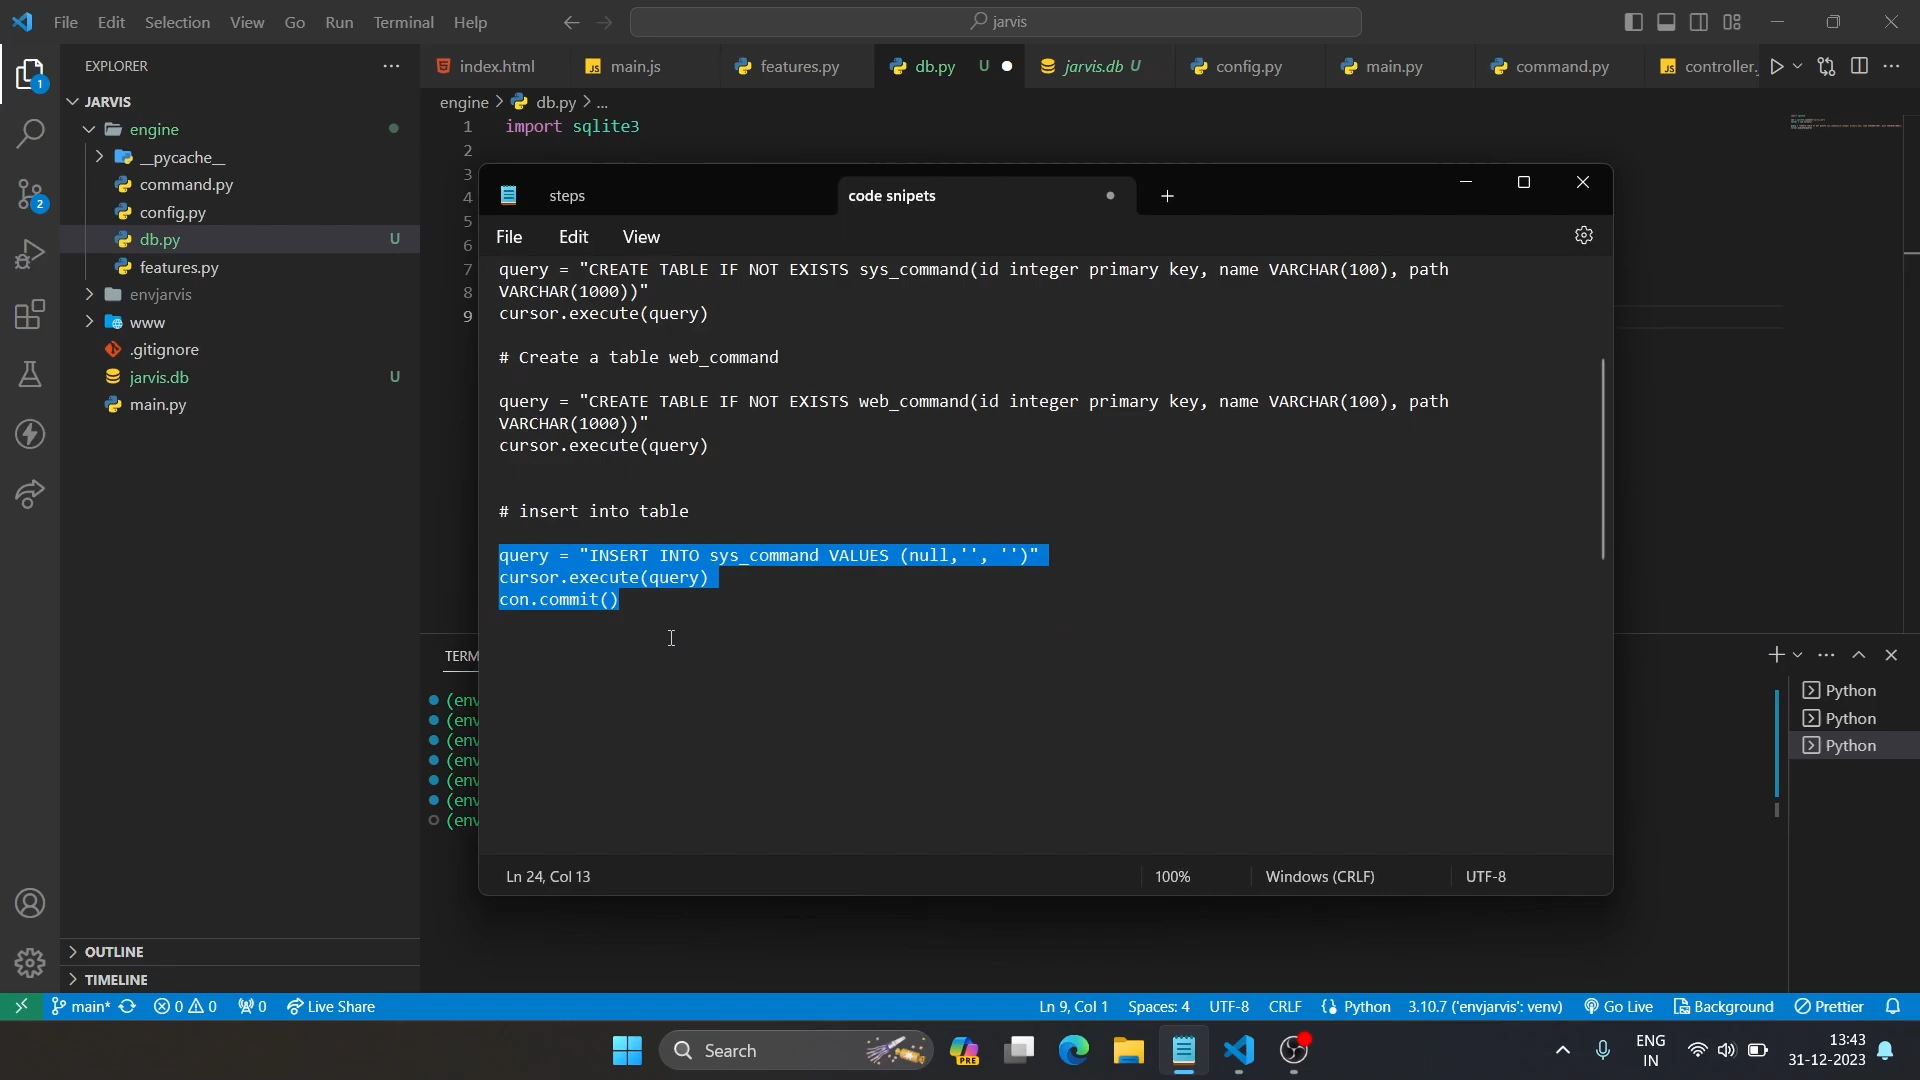 File Edit Selection View Go Run Terminal Help
jarvis
EXPLORER
index.html
main.js
features.py
db.py U
jarvis.db U
config.py
main.py
command.py
controller.
1
2
JARVIS
engine
__pycache__
command.py
config.py
db.py U
features.py
envjarvis
www
.gitignore
jarvis.db U
main.py
OUTLINE
TIMELINE
engine > db.py > ...
1 import sqlite3
2
3
4
5
6
7
8
9
steps
code snipets
File Edit View
query = "CREATE TABLE IF NOT EXISTS sys_command(id integer primary key, name VARCHAR(100), path
VARCHAR(1000))"
cursor.execute(query)
# Create a table web_command
query = "CREATE TABLE IF NOT EXISTS web_command(id integer primary key, name VARCHAR(100), path
VARCHAR(1000))"
cursor.execute(query)
# insert into table
query = "INSERT INTO sys_command VALUES (null,'', '')"
cursor.execute(query)
con.commit()
Ln 24, Col 13
100%
Windows (CRLF)
UTF-8
TERM
(env
(env
(env
(env
(env
(env
(env
Python
Python
Python
main* 0 0 0 Live Share
Ln 9, Col 1 Spaces: 4 UTF-8 CRLF Python 3.10.7 ('envjarvis': venv) Go Live Background Prettier
Search
PRE
ENG
IN
13:43
31-12-2023